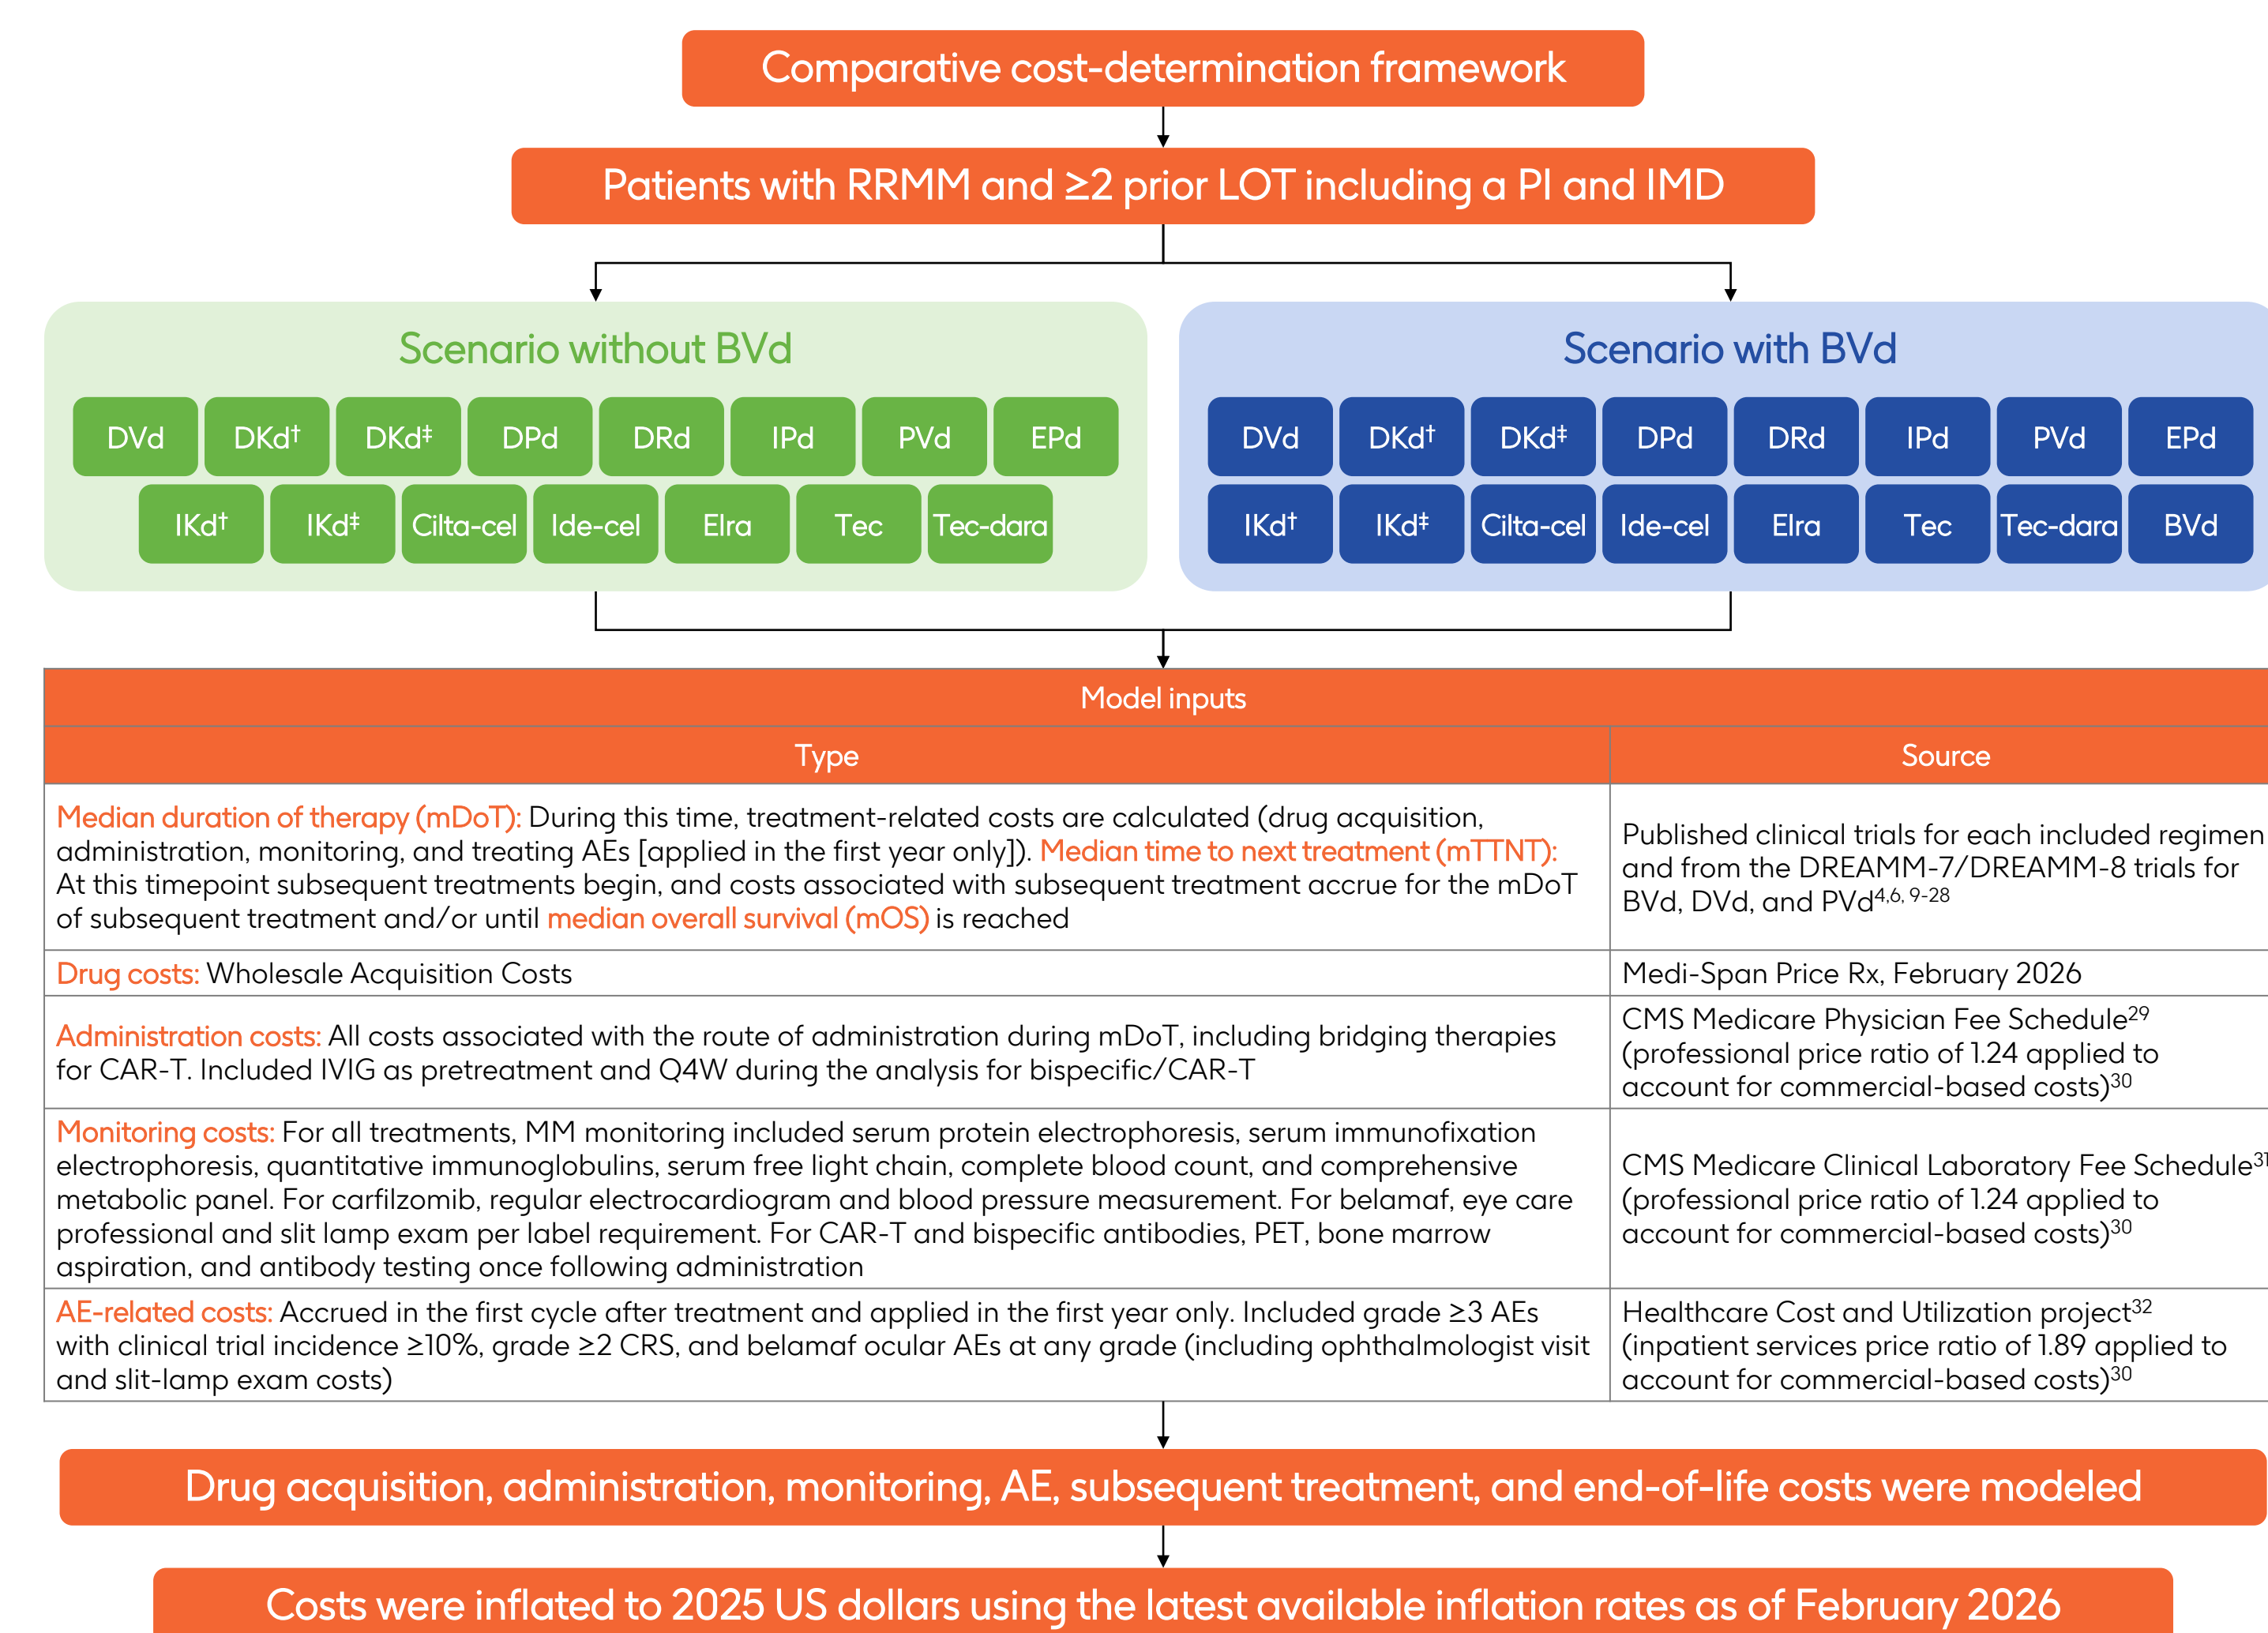 Comparative cost-determination framework
Patients with RRMM and ≥2 prior LOT including a PI and IMD
Scenario without BVd
DVd DKd† DKd‡ DPd DRd IPd PVd EPd
IKd† IKd‡ Cilta-cel Ide-cel Elra Tec Tec-dara
Scenario with BVd
DVd DKd† DKd‡ DPd DRd IPd PVd EPd
IKd† IKd‡ Cilta-cel Ide-cel Elra Tec Tec-dara BVd
Model inputs
Type
Source
Median duration of therapy (mDoT): During this time, treatment-related costs are calculated (drug acquisition,
administration, monitoring, and treating AEs [applied in the first year only]). Median time to next treatment (mTTNT):
At this timepoint subsequent treatments begin, and costs associated with subsequent treatment accrue for the mDoT
of subsequent treatment and/or until median overall survival (mOS) is reached
Published clinical trials for each included regimen
and from the DREAMM-7/DREAMM-8 trials for
BVd, DVd, and PVd4,6, 9-28
Drug costs: Wholesale Acquisition Costs
Medi-Span Price Rx, February 2026
Administration costs: All costs associated with the route of administration during mDoT, including bridging therapies
for CAR-T. Included IVIG as pretreatment and Q4W during the analysis for bispecific/CAR-T
CMS Medicare Physician Fee Schedule29
(professional price ratio of 1.24 applied to
account for commercial-based costs)30
Monitoring costs: For all treatments, MM monitoring included serum protein electrophoresis, serum immunofixation
electrophoresis, quantitative immunoglobulins, serum free light chain, complete blood count, and comprehensive
metabolic panel. For carfilzomib, regular electrocardiogram and blood pressure measurement. For belamaf, eye care
professional and slit lamp exam per label requirement. For CAR-T and bispecific antibodies, PET, bone marrow
aspiration, and antibody testing once following administration
CMS Medicare Clinical Laboratory Fee Schedule31
(professional price ratio of 1.24 applied to
account for commercial-based costs)30
AE-related costs: Accrued in the first cycle after treatment and applied in the first year only. Included grade ≥3 AEs
with clinical trial incidence ≥10%, grade ≥2 CRS, and belamaf ocular AEs at any grade (including ophthalmologist visit
and slit-lamp exam costs)
Healthcare Cost and Utilization project32
(inpatient services price ratio of 1.89 applied to
account for commercial-based costs)30
Drug acquisition, administration, monitoring, AE, subsequent treatment, and end-of-life costs were modeled
Costs were inflated to 2025 US dollars using the latest available inflation rates as of February 2026